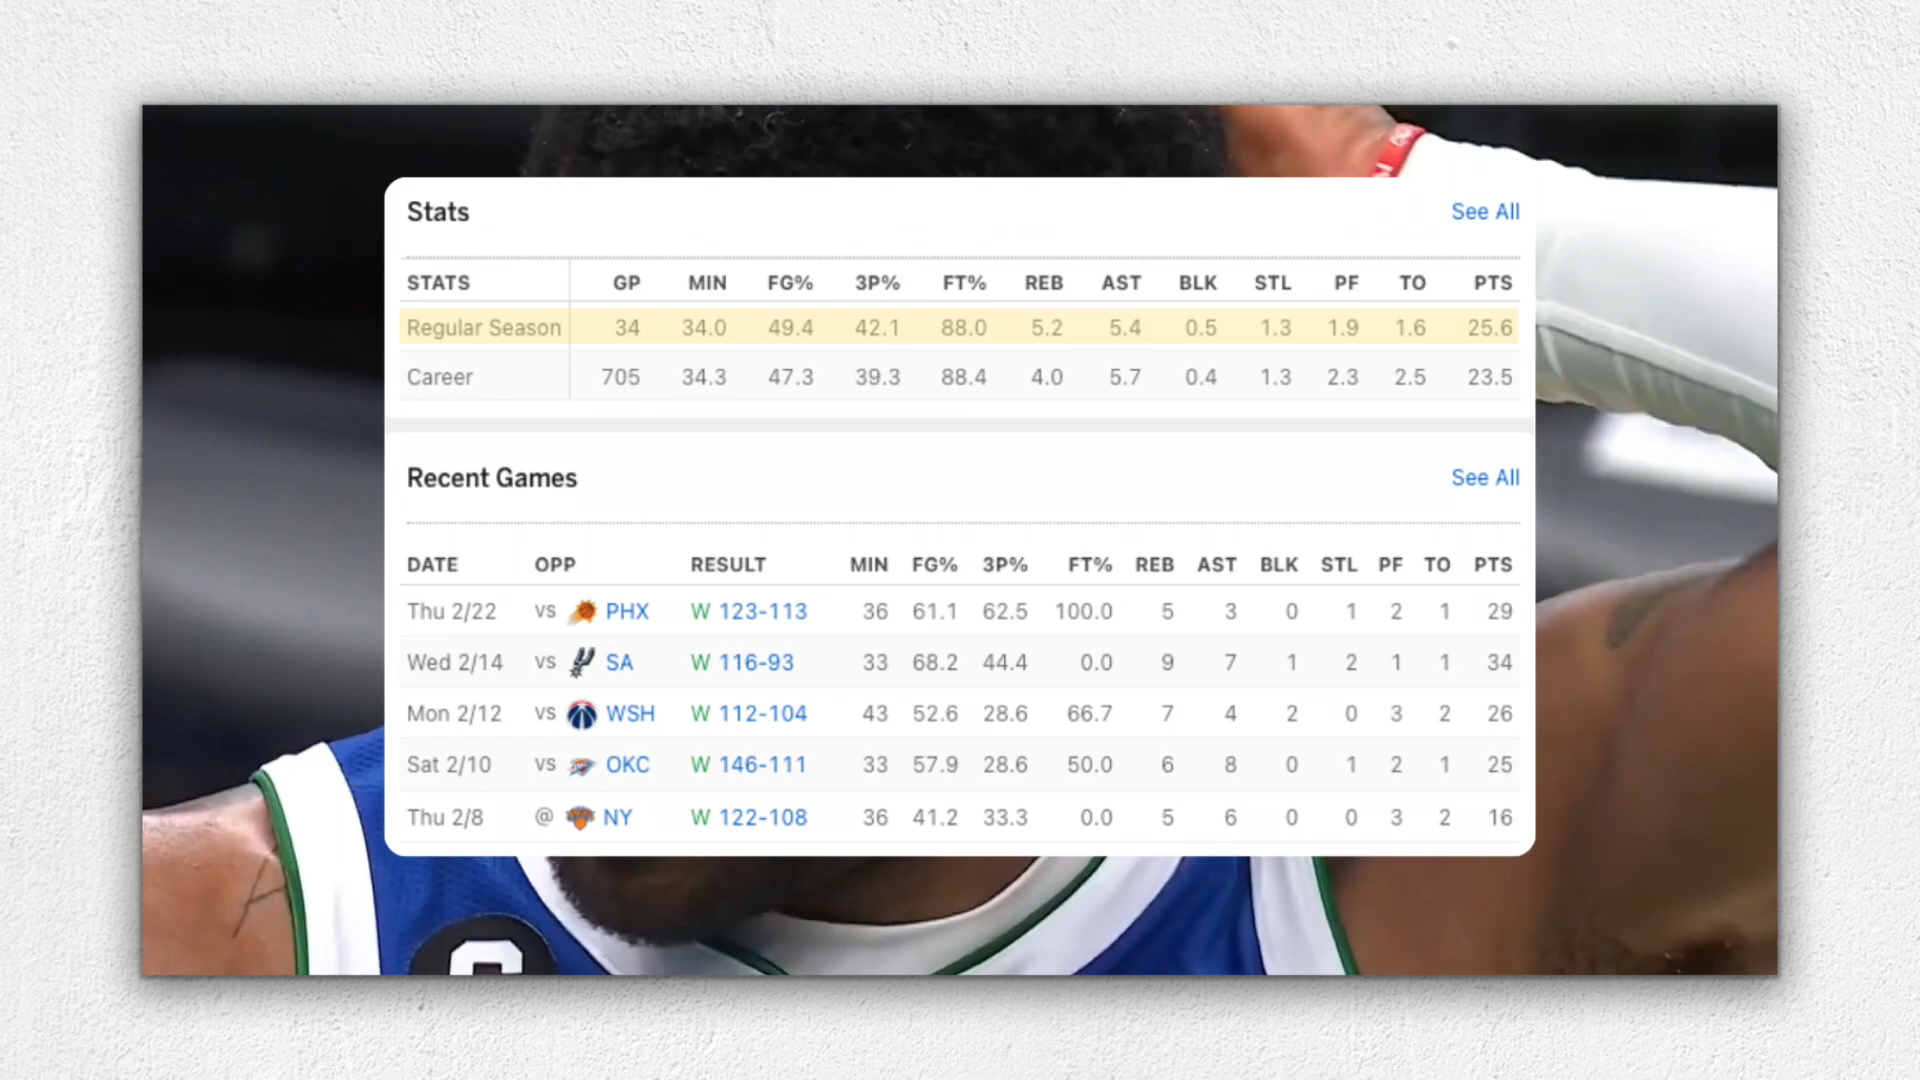 Stats See All
STATS GP MIN FG% 3P% FT% REB AST BLK STL PF TO PTS
Regular Season 34 34.0 49.4 42.1 88.0 5.2 5.4 0.5 1.3 1.9 1.6 25.6
Career 705 34.3 47.3 39.3 88.4 4.0 5.7 0.4 1.3 2.3 2.5 23.5
Recent Games See All
DATE OPP RESULT MIN FG% 3P% FT% REB AST BLK STL PF TO PTS
Thu 2/22 vs PHX W 123-113 36 61.1 62.5 100.0 5 3 0 1 2 1 29
Wed 2/14 vs SA W 116-93 33 68.2 44.4 0.0 9 7 1 2 1 1 34
Mon 2/12 vs WSH W 112-104 43 52.6 28.6 66.7 7 4 2 0 3 2 26
Sat 2/10 vs OKC W 146-111 33 57.9 28.6 50.0 6 8 0 1 2 1 25
Thu 2/8 @ NY W 122-108 36 41.2 33.3 0.0 5 6 0 0 3 2 16